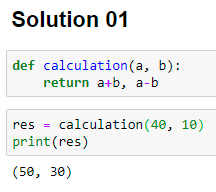 Solution 01
def calculation(a, b):
    return a+b, a-b
res = calculation(40, 10)
print(res)
(50, 30)